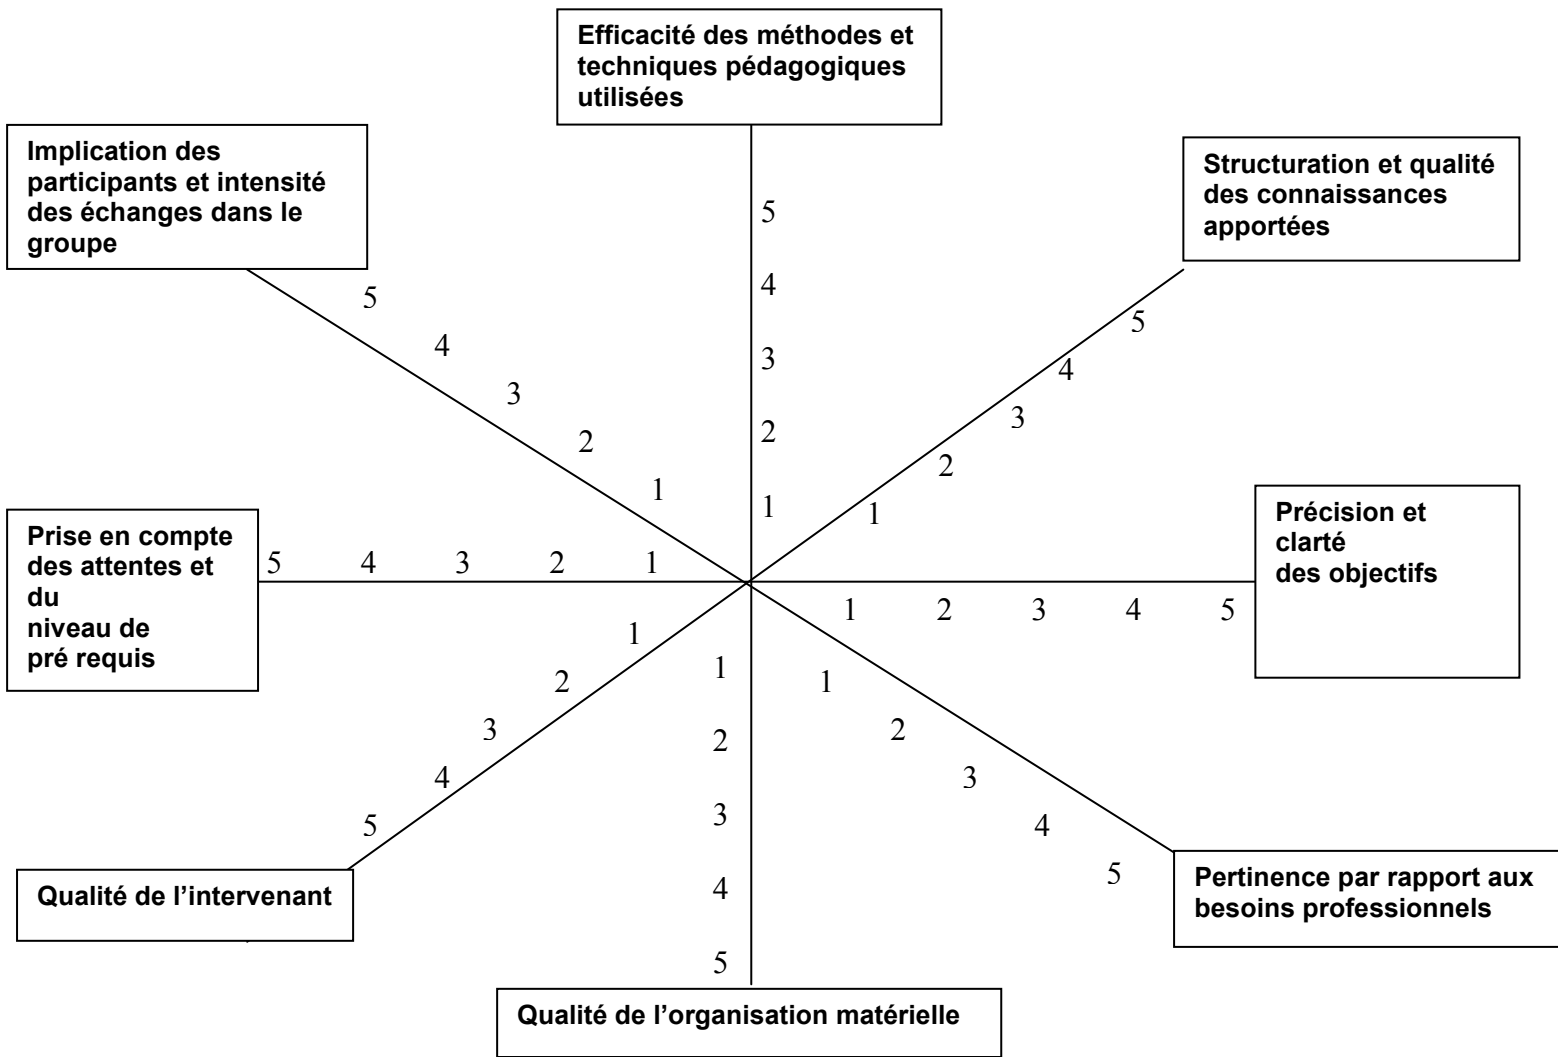 Efficacité des méthodes et
techniques pédagogiques
utilisées
Implication des
participants et intensité
des échanges dans le
groupe
Structuration et qualité
des connaissances
apportées
5
4
3
2
1
5
4
3
2
1
5
4
3
2
1
Prise en compte
des attentes et
du
niveau de
pré requis
5 4 3 2 1
Précision et
clarté
des objectifs
1 2 3 4 5
1
2
3
4
5
1
2
3
4
5
1
2
3
4
5
Qualité de l’intervenant
Pertinence par rapport aux
besoins professionnels
Qualité de l’organisation matérielle